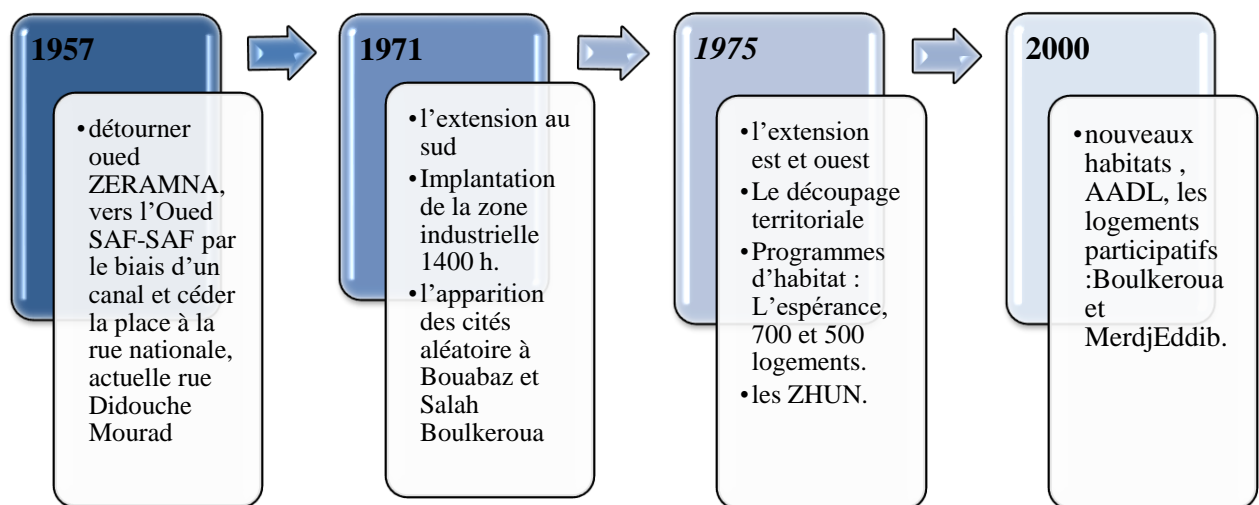 1957
•détourner
oued
ZERAMNA,
vers l’Oued
SAF-SAF par
le biais d’un
canal et céder
la place à la
rue nationale,
actuelle rue
Didouche
Mourad
1971
•l’extension au
sud
•Implantation
de la zone
industrielle
1400 h.
•l’apparition
des cités
aléatoire à
Bouabaz et
Salah
Boulkeroua
1975
•l’extension
est et ouest
•Le découpage
territoriale
•Programmes
d’habitat :
L’espérance,
700 et 500
logements.
•les ZHUN.
2000
•nouveaux
habitats ,
AADL, les
logements
participatifs
:Boulkeroua
et
MerdjEddib.